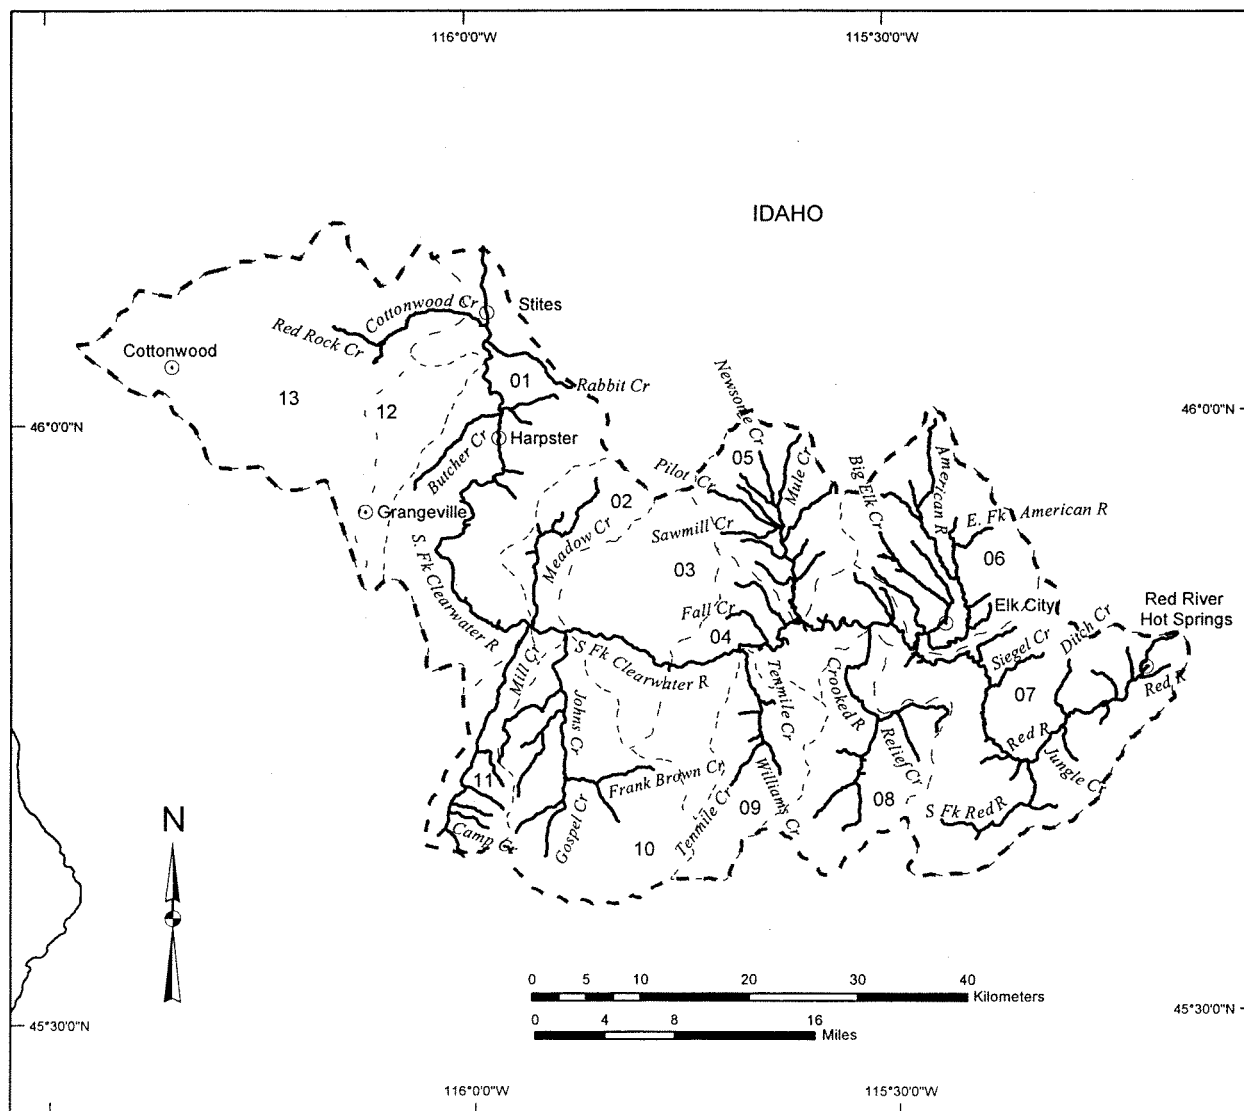 116°0'0"W
115°30'0"W
IDAHO
Stites
Cottonwood Cr
Red Rock Cr
Cottonwood
13
12
01
Rabbit Cr
46°0'0"N
46°0'0"N
Butcher Cr
Harpster
Newsome Cr
05
Mule Cr
Pilot Cr
Big Elk Cr
American R
02
Grangeville
Meadow Cr
Sawmill Cr
E. Fk American R
06
S. Fk Clearwater R
03
Fall Cr
04
Elk City
Red River
Hot Springs
Ditch Cr
Siegel Cr
Mill Cr
S Fk Clearwater R
Tenmile Cr
Crooked R
07
Red R
Johns Cr
Red R
Jungle Cr
Relief Cr
11
Frank Brown Cr
Williams Cr
08
09
S Fk Red R
Camp Cr
Gospel Cr
10
Tenmile Cr
N
0 5 10 20 30 40
Kilometers
0 4 8 16
Miles
45°30'0"N
45°30'0"N
116°0'0"W
115°30'0"W